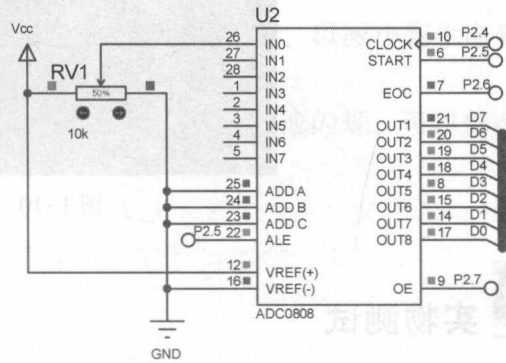 U2
Vcc
RV1
50%
10k
26 IN0
27 IN1
28 IN2
1 IN3
2 IN4
3 IN5
4 IN6
5 IN7
25 ADD A
24 ADD B
23 ADD C
P2.5 22 ALE
12 VREF(+)
16 VREF(-)
CLOCK 10 P2.4
START 6 P2.5
EOC 7 P2.6
OUT1 21 D7
OUT2 20 D6
OUT3 19 D5
OUT4 18 D4
OUT5 8 D3
OUT6 15 D2
OUT7 14 D1
OUT8 17 D0
OE 9 P2.7
ADC0808
GND